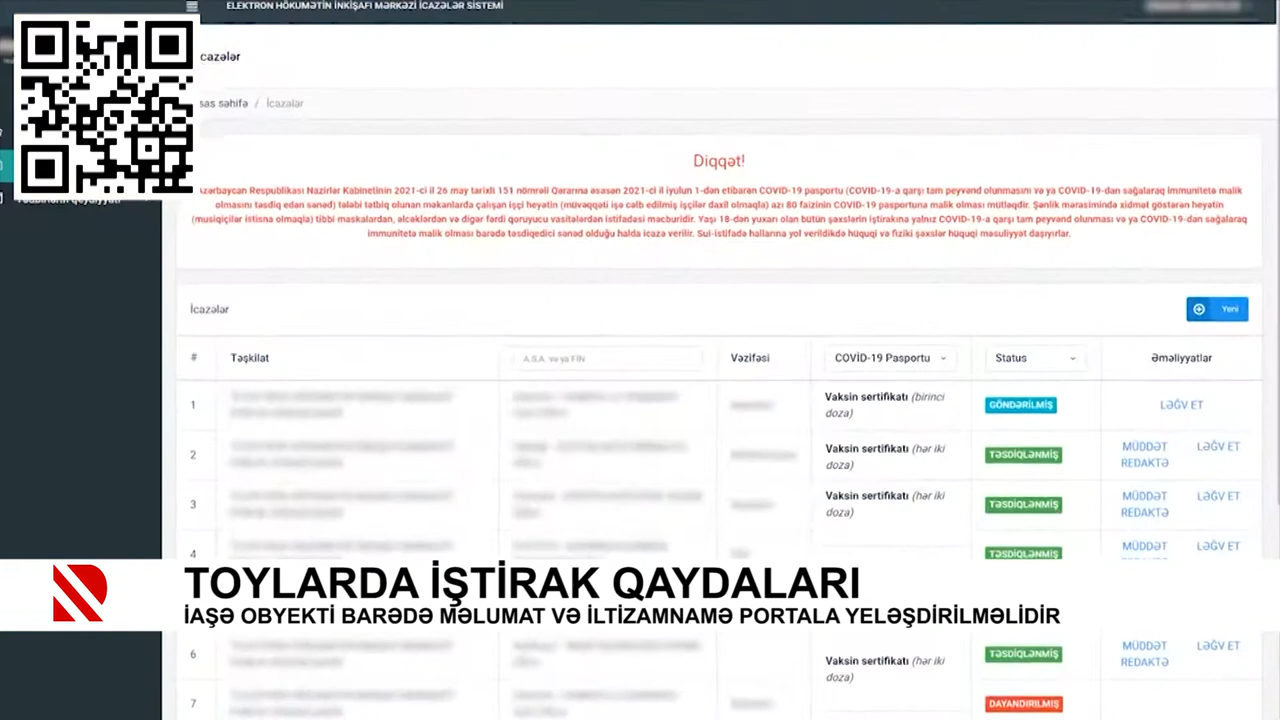 ELEKTRON HÖKUMƏTİN İNKİŞAFI MƏRKƏZİ İCAZƏLƏR SİSTEMİ
cazələr
sas səhifə / İcazələr
Diqqət!
Azərbaycan Respublikası Nazirlər Kabinetinin 2021-ci il 26 may tarixli 151 nömrəli Qərarına əsasən 2021-ci il iyulun 1-dən etibarən COVID-19 pasportu (COVID-19-a qarşı tam peyvənd olunmasını və ya COVID-19-dan sağalaraq immunitetə malik
olmasını təsdiq edən sənəd) tələbi tətbiq olunan məkanlarda çalışan işçi heyətin (müvəqqəti işə cəlb edilmiş işçilər daxil olmaqla) azı 80 faizinin COVID-19 pasportuna malik olması mütləqdir. Şənlik mərasimində xidmət göstərən heyətin
(musiqiçilər istisna olmaqla) tibbi maskalardan, əlcəklərdən və digər fərdi qoruyucu vasitələrdən istifadəsi məcburidir. Yaşı 18-dən yuxarı olan bütün şəxslərin iştirakına yalnız COVID-19-a qarşı tam peyvənd olunması və ya COVID-19-dan sağalaraq
immunitetə malik olması barədə təsdiqedici sənəd olduğu halda icazə verilir. Sui-istifadə hallarına yol verildikdə hüquqi və fiziki şəxslər hüquqi məsuliyyət daşıyırlar.
İcazələr
Yeni
# Təşkilat A.S.A. və ya FİN Vəzifəsi COVİD-19 Pasportu Status Əməliyyatlar
1 Vaksin sertifikatı (birinci doza) GÖNDƏRİLMİŞ LƏĞV ET
2 Vaksin sertifikatı (hər iki doza) TƏSDİQLƏNMİŞ MÜDDƏT REDAKTƏ LƏĞV ET
3 Vaksin sertifikatı (hər iki doza) TƏSDİQLƏNMİŞ MÜDDƏT REDAKTƏ LƏĞV ET
4 TƏSDİQLƏNMİŞ MÜDDƏT LƏĞV ET
TOYLARDA İŞTİRAK QAYDALARI
İAŞƏ OBYEKTİ BARƏDƏ MƏLUMAT VƏ İLTİZAMNAMƏ PORTALA YELƏŞDİRİLMƏLİDİR
6 Vaksin sertifikatı (hər iki doza) TƏSDİQLƏNMİŞ MÜDDƏT REDAKTƏ LƏĞV ET
7 DAYANDIRILMIŞ